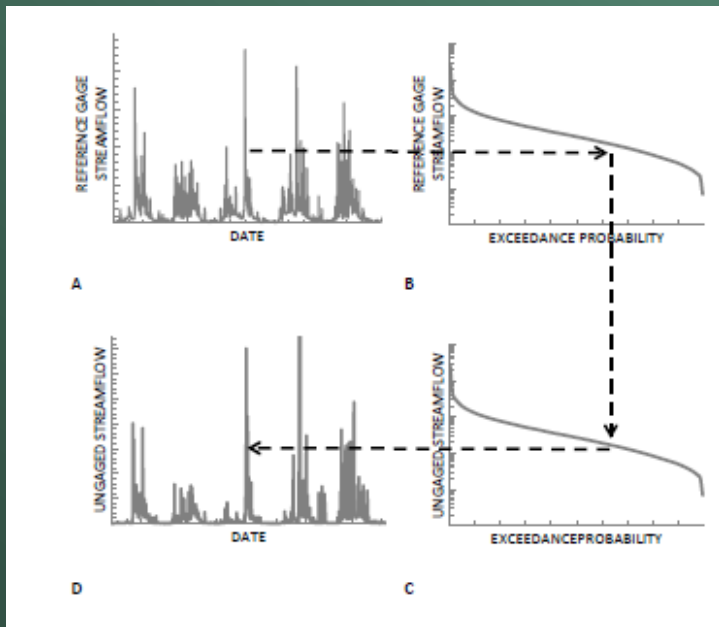 REFERENCE GAGE
STREAMFLOW
DATE
A
REFERENCE GAGE
STREAMFLOW
EXCEEDANCE PROBABILITY
B
UNGAGED STREAMFLOW
DATE
D
UNGAGED STREAMFLOW
EXCEEDANCEPROBABILITY
C